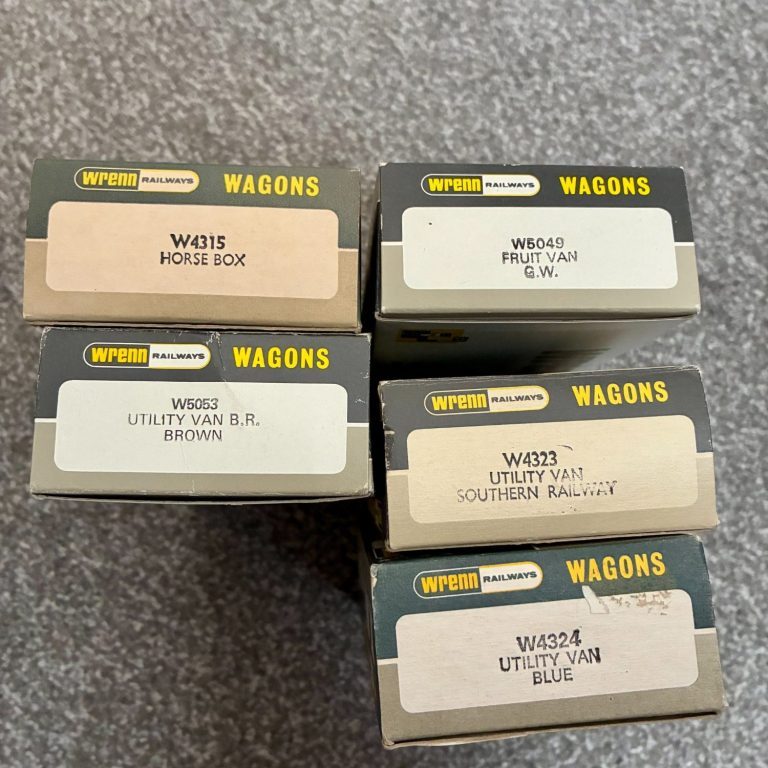 wrenn RAILWAYS WAGONS
W4315
HORSE BOX
wrenn RAILWAYS WAGONS
W5049
FRUIT VAN
G.W.
wrenn RAILWAYS WAGONS
W5053
UTILITY VAN B.R.
BROWN
wrenn RAILWAYS WAGONS
W4323
UTILITY VAN
SOUTHERN RAILWAY
wrenn RAILWAYS WAGONS
W4324
UTILITY VAN
BLUE